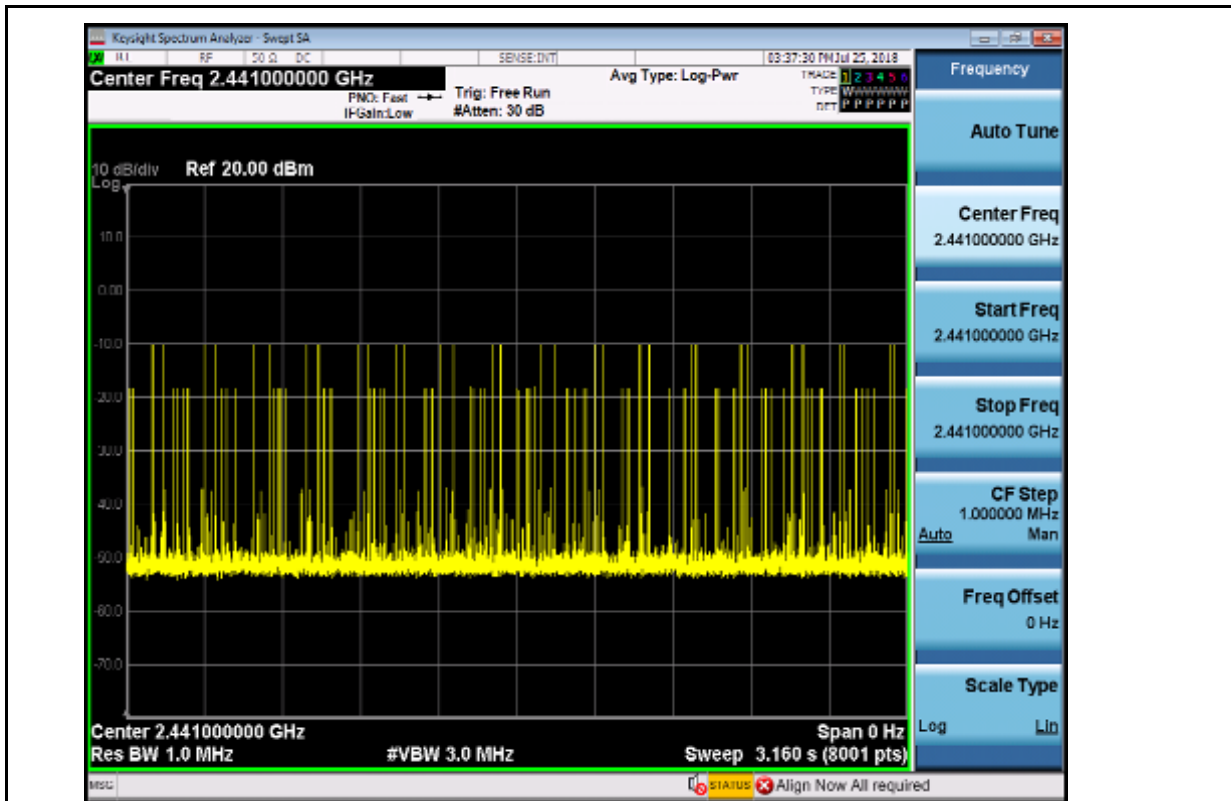 Keysight Spectrum Analyzer - Swept SA
RF 50 Ω DC SENSE:INT 03:37:30 PM Jul 25, 2018
Center Freq 2.441000000 GHz
Avg Type: Log-Pwr
TRACE 1 2 3 4 5 6
PNO: Fast
Trig: Free Run
TYPE
IFGain:Low
#Atten: 30 dB
DET P P P P P P
10 dB/div Ref 20.00 dBm
Log
10.0
0.00
-10.0
-20.0
-30.0
-40.0
-50.0
-60.0
-70.0
Center 2.441000000 GHz
Span 0 Hz
Res BW 1.0 MHz
#VBW 3.0 MHz
Sweep 3.160 s (8001 pts)
MSG
STATUS
Align Now All required
Frequency
Auto Tune
Center Freq
2.441000000 GHz
Start Freq
2.441000000 GHz
Stop Freq
2.441000000 GHz
CF Step
1.000000 MHz
Auto Man
Freq Offset
0 Hz
Scale Type
Log Lin